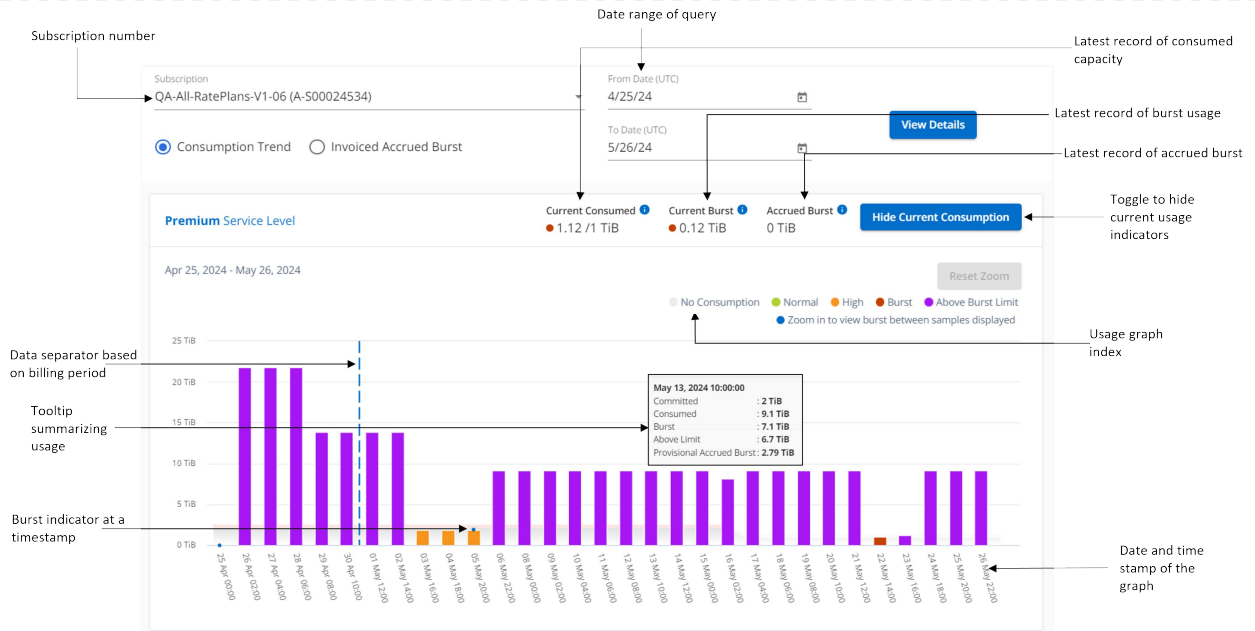 Date range of query
Subscription number
Latest record of consumed
capacity
Subscription
QA-All-RatePlans-V1-06 (A-S00024534)
From Date (UTC)
4/25/24
View Details
Latest record of burst usage
To Date (UTC)
5/26/24
Consumption Trend
Invoiced Accrued Burst
Latest record of accrued burst
Premium Service Level
Current Consumed
1.12 /1 TiB
Current Burst
0.12 TiB
Accrued Burst
0 TiB
Hide Current Consumption
Toggle to hide
current usage
indicators
Apr 25, 2024 - May 26, 2024
Reset Zoom
No Consumption
Normal
High
Burst
Above Burst Limit
Zoom in to view burst between samples displayed
Usage graph
index
Data separator based
on billing period
Tooltip
summarizing
usage
Burst indicator at a
timestamp
25 TiB
20 TiB
15 TiB
10 TiB
5 TiB
0 TiB
May 13, 2024 10:00:00
Committed : 2 TiB
Consumed : 9.1 TiB
Burst : 7.1 TiB
Above Limit : 6.7 TiB
Provisional Accrued Burst : 2.79 TiB
25 Apr 00:00
26 Apr 02:00
27 Apr 04:00
28 Apr 06:00
29 Apr 08:00
30 Apr 10:00
01 May 12:00
02 May 14:00
03 May 16:00
04 May 18:00
05 May 20:00
06 May 22:00
08 May 00:00
09 May 02:00
10 May 04:00
11 May 06:00
12 May 08:00
13 May 10:00
14 May 12:00
15 May 14:00
16 May 16:00
17 May 18:00
18 May 20:00
19 May 22:00
21 May 00:00
21 May 12:00
22 May 14:00
23 May 16:00
24 May 18:00
25 May 20:00
26 May 22:00
Date and time
stamp of the
graph